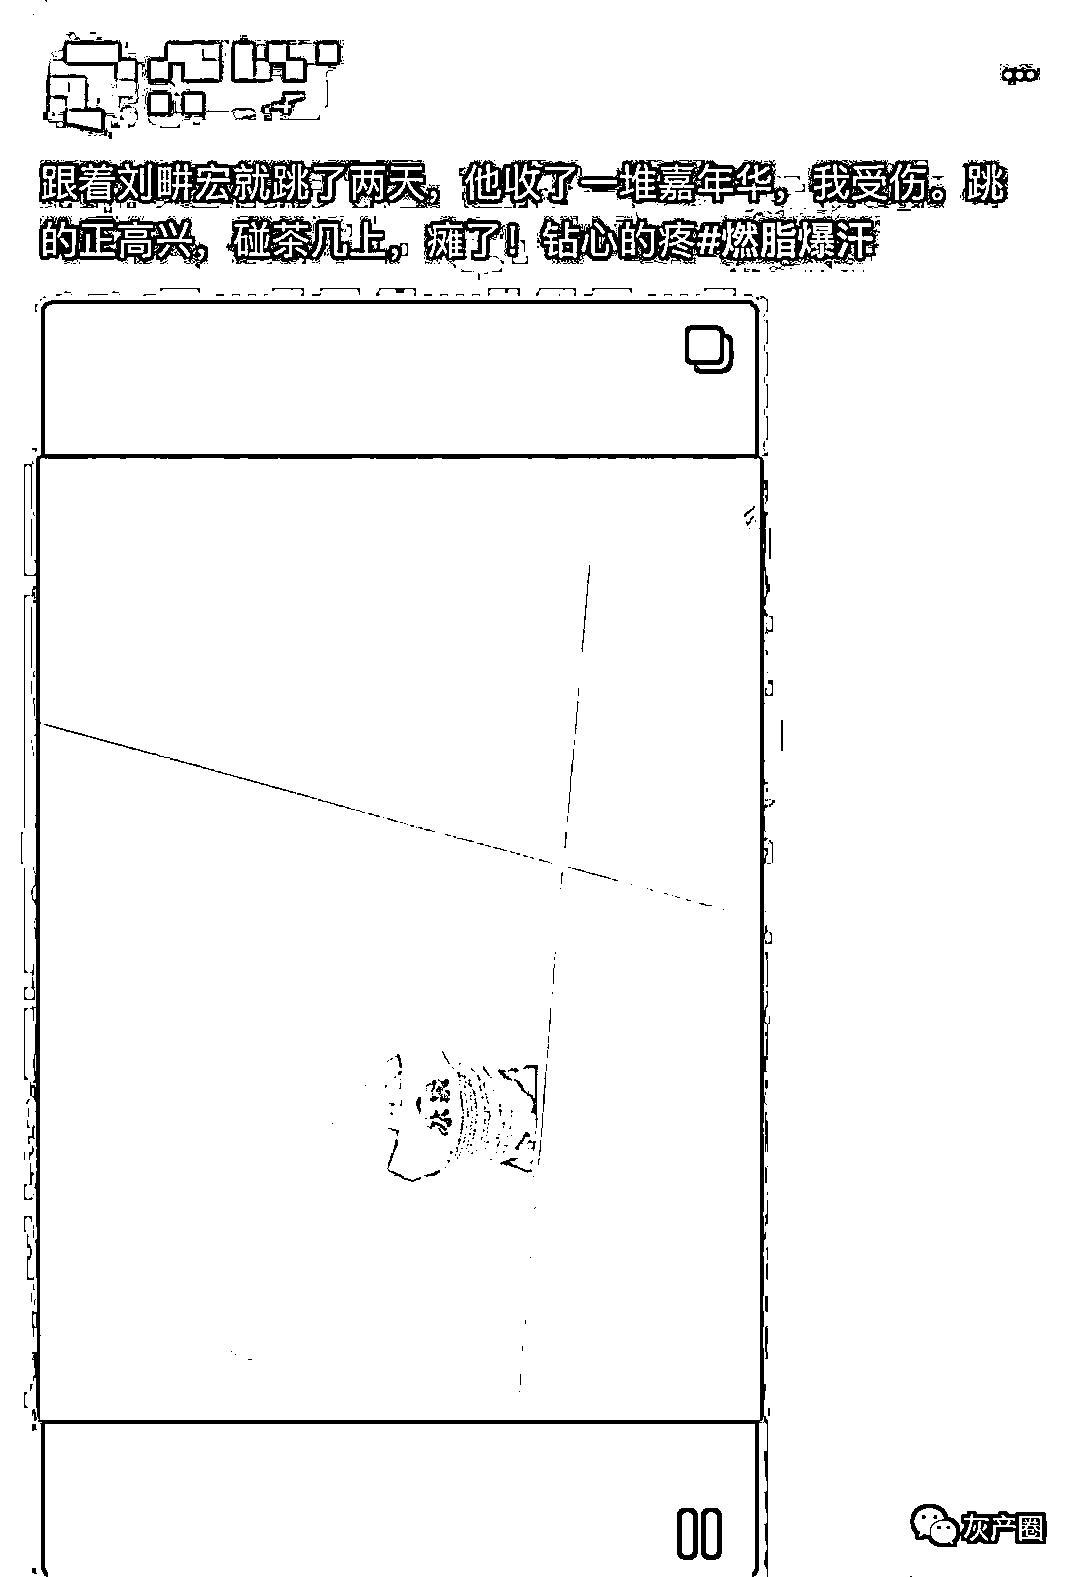 跟着刘畊宏就跳了两天，他收了一堆嘉年华，我受伤。跳
的正高兴，碰茶几上，瘫了！钻心的疼#燃脂爆汗
冰袋
灰产圈